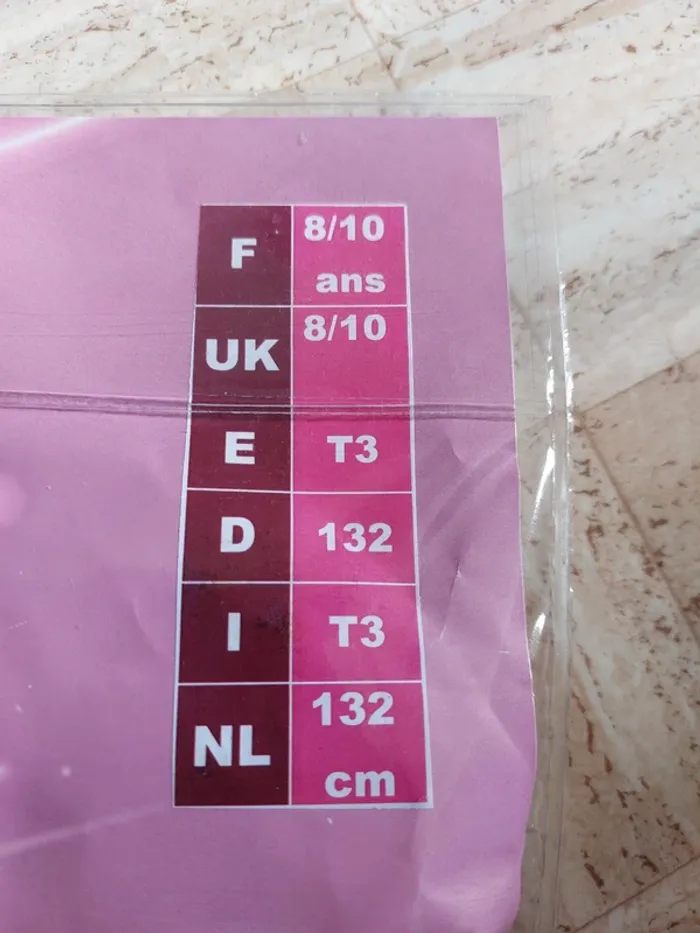 F 8/10
ans
UK 8/10
E T3
D 132
I T3
NL 132
cm